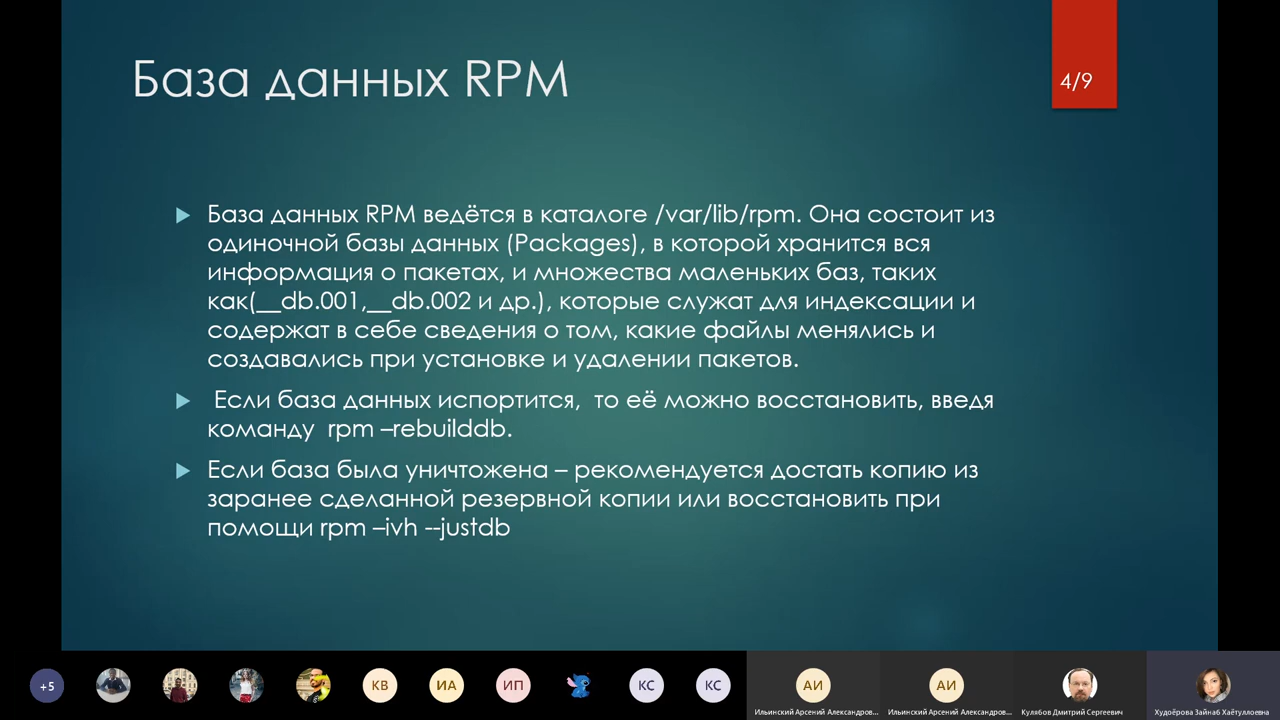 База данных RPM
4/9
База данных RPM ведётся в каталоге /var/lib/rpm. Она состоит из
одиночной базы данных (Packages), в которой хранится вся
информация о пакетах, и множества маленьких баз, таких
как(__db.001,__db.002 и др.), которые служат для индексации и
содержат в себе сведения о том, какие файлы менялись и
создавались при установке и удалении пакетов.
Если база данных испортится,  то её можно восстановить, введя
команду  rpm –rebuilddb.
Если база была уничтожена – рекомендуется достать копию из
заранее сделанной резервной копии или восстановить при
помощи rpm –ivh --justdb
+5
КВ
ИА
ИП
КС
КС
АИ
АИ
Ильинский Арсений Александров...
Ильинский Арсений Александров...
Кулябов Дмитрий Сергеевич
Худоёрова Зайнаб Хаётуллоевна